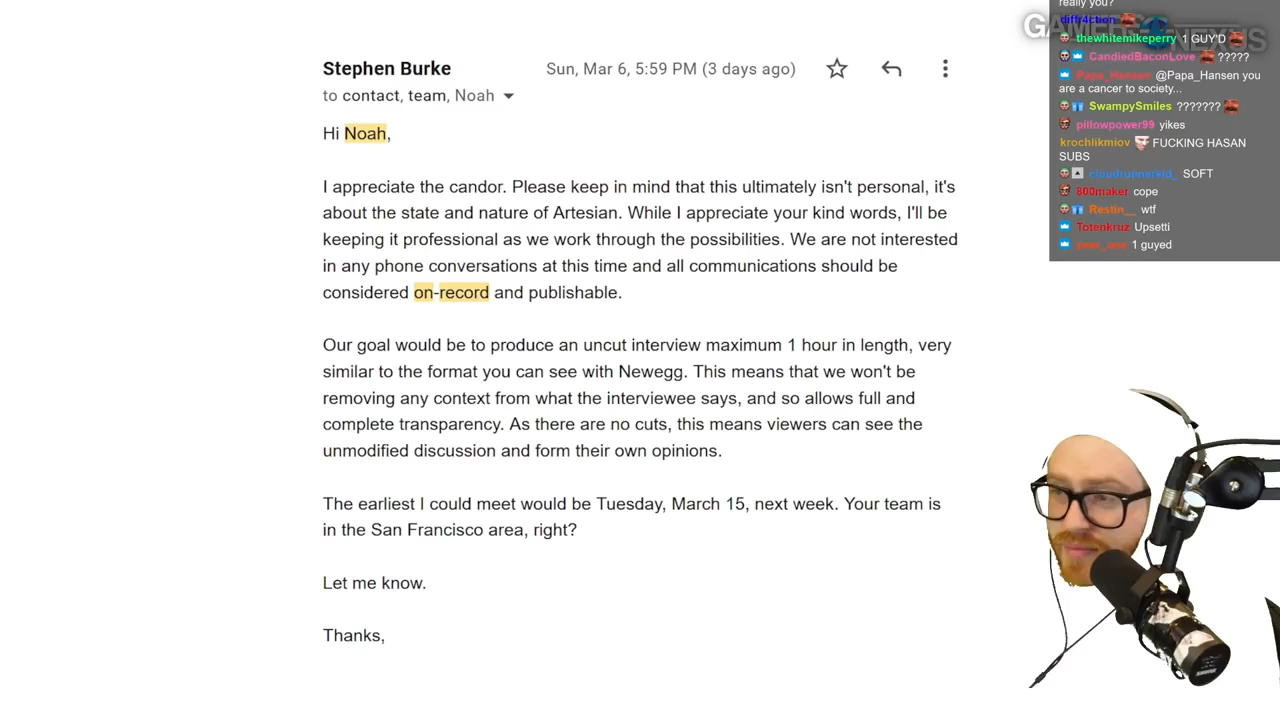 Stephen Burke
Sun, Mar 6, 5:59 PM (3 days ago)
to contact, team, Noah
Hi Noah,
I appreciate the candor. Please keep in mind that this ultimately isn't personal, it's
about the state and nature of Artesian. While I appreciate your kind words, I'll be
keeping it professional as we work through the possibilities. We are not interested
in any phone conversations at this time and all communications should be
considered on-record and publishable.
Our goal would be to produce an uncut interview maximum 1 hour in length, very
similar to the format you can see with Newegg. This means that we won't be
removing any context from what the interviewee says, and so allows full and
complete transparency. As there are no cuts, this means viewers can see the
unmodified discussion and form their own opinions.
The earliest I could meet would be Tuesday, March 15, next week. Your team is
in the San Francisco area, right?
Let me know.
Thanks,
GAMERS
NEXUS
really you?
diffr4ction
thewhitemikeperry 1 GUY'D
CandiedBaconLove ?????
Papa_Hansen @Papa_Hansen you
are a cancer to society...
SwampySmiles ???????
pillowpower99 yikes
krochlikmiov FUCKING HASAN
SUBS
cloudrunnerkid_ SOFT
800maker cope
Restin__ wtf
Totenkruz Upsetti
1 guyed
SHURE